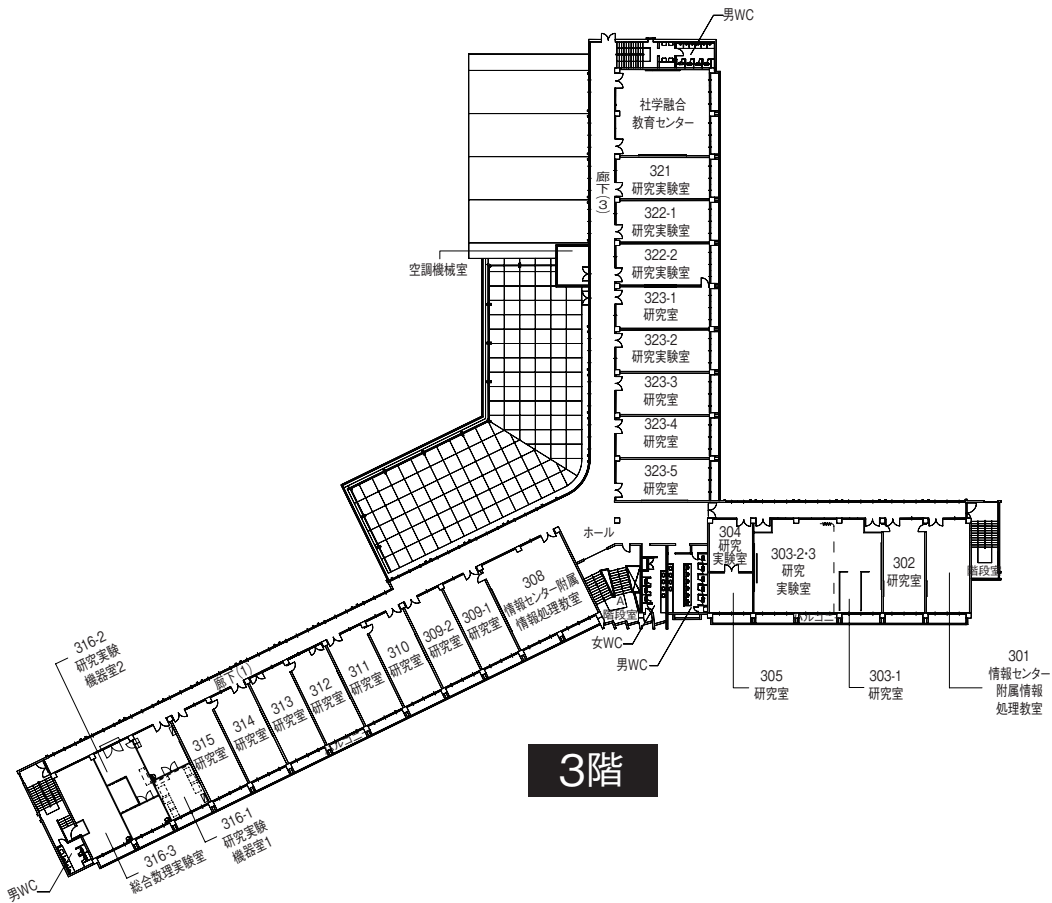 男WC
社学融合
教育センター
廊下(3)
321
研究実験室
322-1
研究実験室
空調機械室
322-2
研究実験室
323-1
研究室
323-2
研究実験室
323-3
研究室
323-4
研究室
323-5
研究室
ホール
304
研究
実験室
303-2・3
研究
実験室
302
研究室
階段室
308
情報センター附属
情報処理教室
A
階段室
ルコニ
女WC
男WC
305
研究室
303-1
研究室
301
情報センター
附属情報
処理教室
309-1
研究室
309-2
研究室
310
研究室
311
研究室
312
研究室
313
研究室
314
研究室
315
研究室
廊下(1)
ルコニ
316-2
研究実験
機器室2
316-1
研究実験
機器室1
316-3
総合数理実験室
男WC
3階